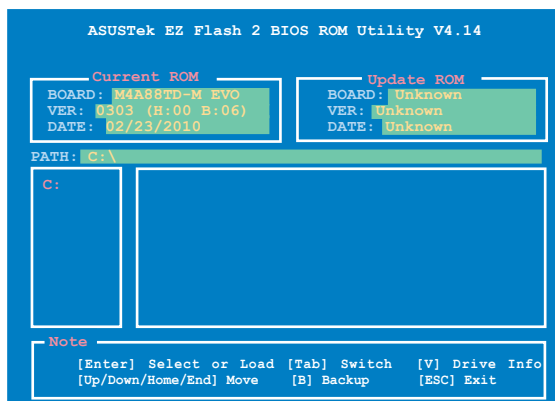 ASUSTek EZ Flash 2 BIOS ROM Utility V4.14
Current ROM
BOARD: M4A88TD-M EVO
VER: 0303 (H:00 B:06)
DATE: 02/23/2010
Update ROM
BOARD: Unknown
VER: Unknown
DATE: Unknown
PATH: C:\
C:
Note
[Enter] Select or Load [Tab] Switch [V] Drive Info
[Up/Down/Home/End] Move [B] Backup [ESC] Exit